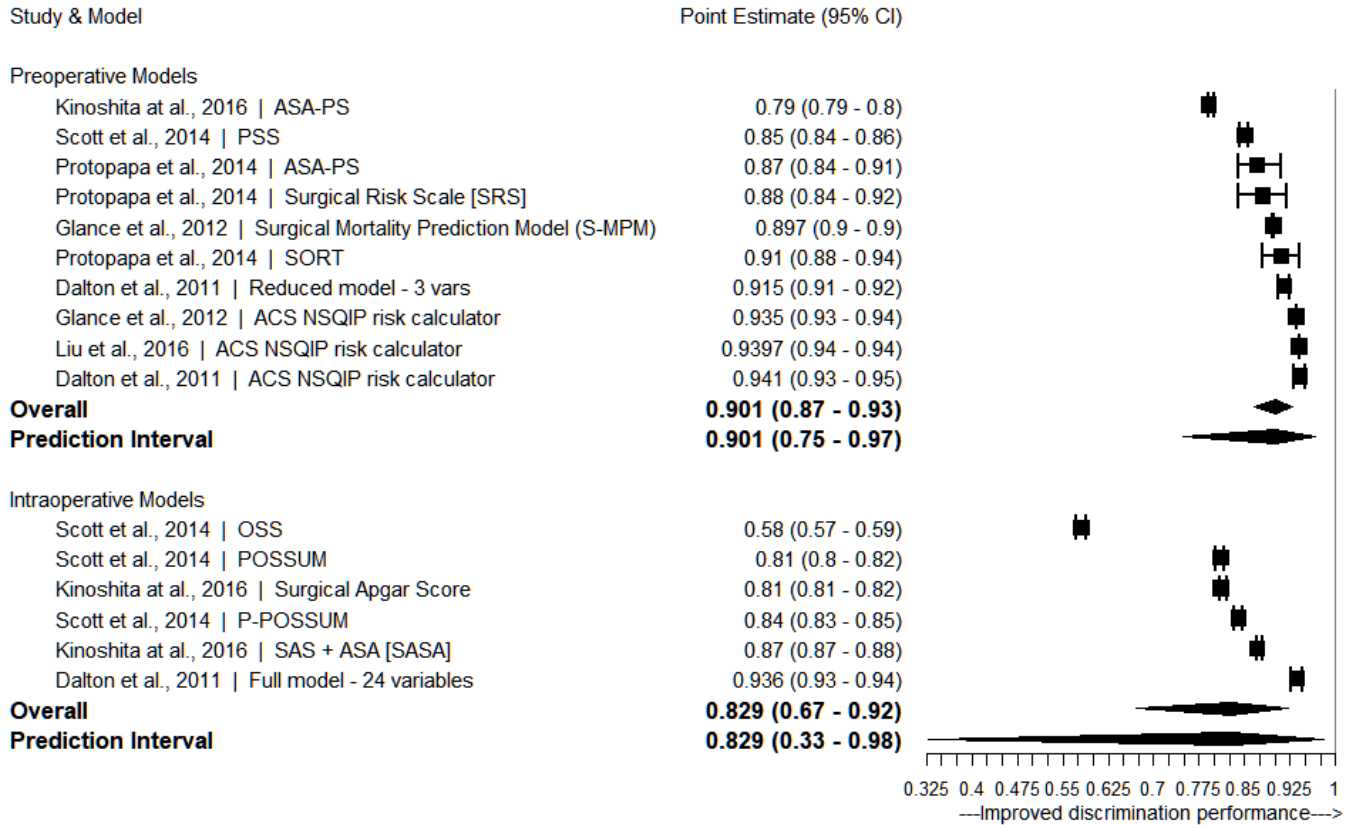 Study & Model Point Estimate (95% CI)
Preoperative Models
Kinoshita at al., 2016 | ASA-PS 0.79 (0.79 - 0.8)
Scott et al., 2014 | PSS 0.85 (0.84 - 0.86)
Protopapa et al., 2014 | ASA-PS 0.87 (0.84 - 0.91)
Protopapa et al., 2014 | Surgical Risk Scale [SRS] 0.88 (0.84 - 0.92)
Glance et al., 2012 | Surgical Mortality Prediction Model (S-MPM) 0.897 (0.9 - 0.9)
Protopapa et al., 2014 | SORT 0.91 (0.88 - 0.94)
Dalton et al., 2011 | Reduced model - 3 vars 0.915 (0.91 - 0.92)
Glance et al., 2012 | ACS NSQIP risk calculator 0.935 (0.93 - 0.94)
Liu et al., 2016 | ACS NSQIP risk calculator 0.9397 (0.94 - 0.94)
Dalton et al., 2011 | ACS NSQIP risk calculator 0.941 (0.93 - 0.95)
Overall 0.901 (0.87 - 0.93)
Prediction Interval 0.901 (0.75 - 0.97)
Intraoperative Models
Scott et al., 2014 | OSS 0.58 (0.57 - 0.59)
Scott et al., 2014 | POSSUM 0.81 (0.8 - 0.82)
Kinoshita at al., 2016 | Surgical Apgar Score 0.81 (0.81 - 0.82)
Scott et al., 2014 | P-POSSUM 0.84 (0.83 - 0.85)
Kinoshita at al., 2016 | SAS + ASA [SASA] 0.87 (0.87 - 0.88)
Dalton et al., 2011 | Full model - 24 variables 0.936 (0.93 - 0.94)
Overall 0.829 (0.67 - 0.92)
Prediction Interval 0.829 (0.33 - 0.98)
0.325 0.4 0.475 0.55 0.625 0.7 0.775 0.85 0.925 1
---Improved discrimination performance--->